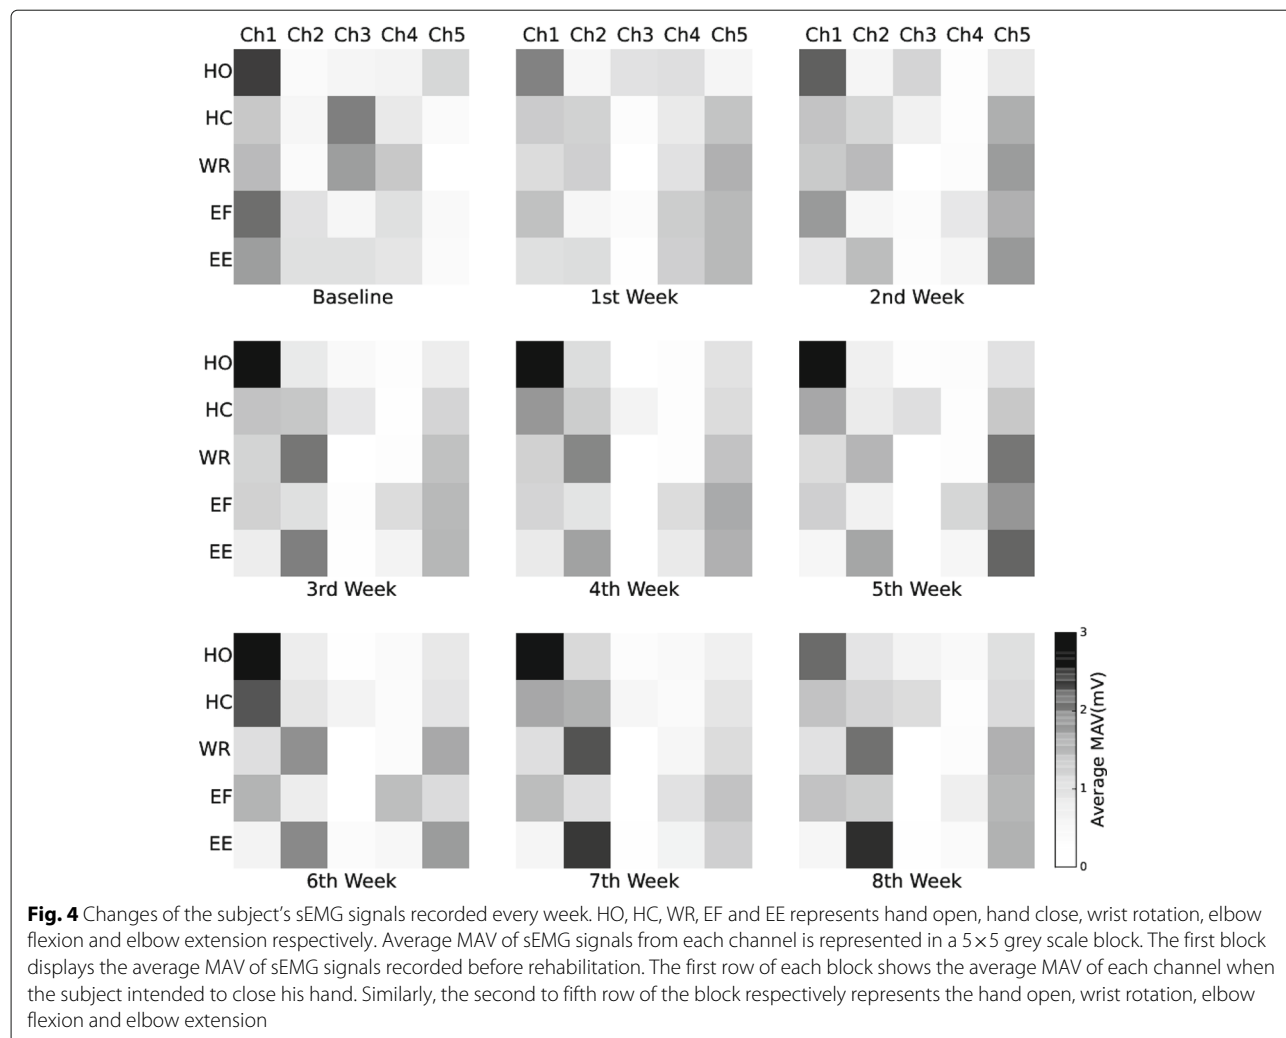 Ch1 Ch2 Ch3 Ch4 Ch5 Ch1 Ch2 Ch3 Ch4 Ch5 Ch1 Ch2 Ch3 Ch4 Ch5
HO
HC
WR
EF
EE
Baseline 1st Week 2nd Week
HO
HC
WR
EF
EE
3rd Week 4th Week 5th Week
HO
HC
WR
EF
EE
6th Week 7th Week 8th Week
3
2
1
0
Average MAV(mV)
Fig. 4 Changes of the subject's sEMG signals recorded every week. HO, HC, WR, EF and EE represents hand open, hand close, wrist rotation, elbow
flexion and elbow extension respectively. Average MAV of sEMG signals from each channel is represented in a 5×5 grey scale block. The first block
displays the average MAV of sEMG signals recorded before rehabilitation. The first row of each block shows the average MAV of each channel when
the subject intended to close his hand. Similarly, the second to fifth row of the block respectively represents the hand open, wrist rotation, elbow
flexion and elbow extension